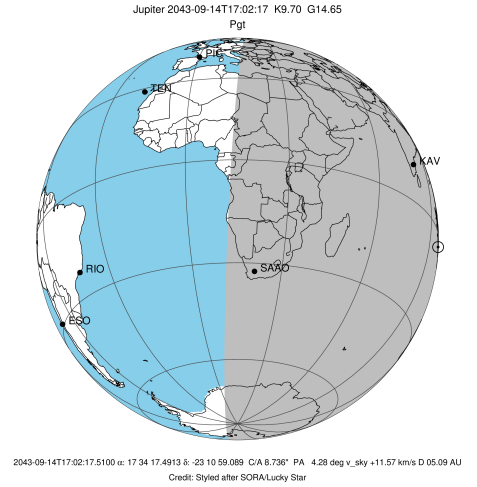 Jupiter 2043-09-14T17:02:17 K9.70 G14.65
Pgt
PIC
TEN
KAV
RIO
SAAO
ESO
2043-09-14T17:02:17.5100 α: 17 34 17.4913 δ: -23 10 59.089 C/A 8.736" PA 4.28 deg v_sky +11.57 km/s D 05.09 AU
Credit: Styled after SORA/Lucky Star